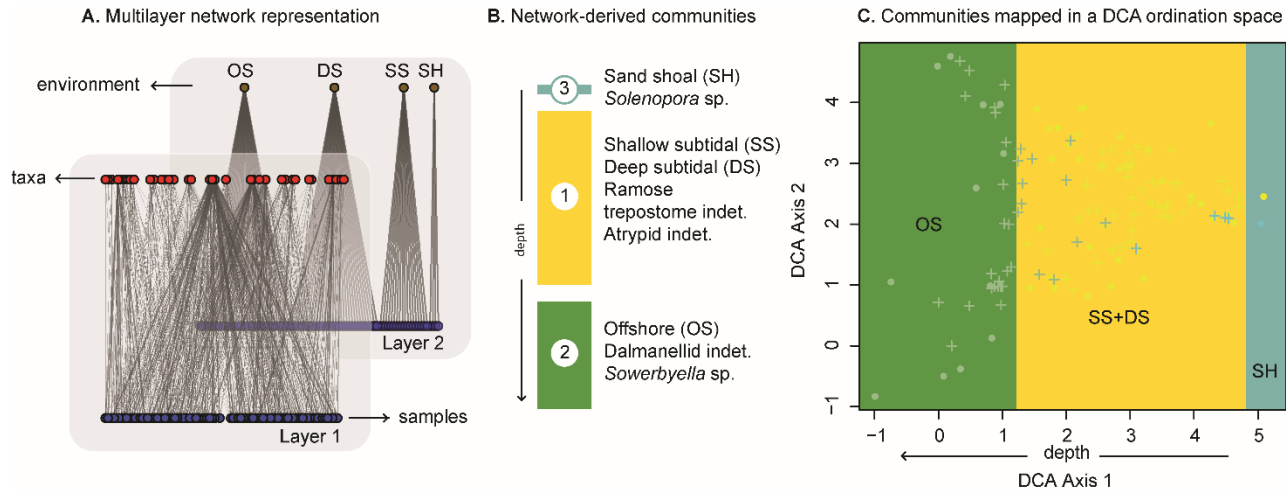 A. Multilayer network representation
environment
OS
DS
SS
SH
taxa
Layer 2
samples
Layer 1
B. Network-derived communities
depth
3
Sand shoal (SH)
Solenopora sp.
1
Shallow subtidal (SS)
Deep subtidal (DS)
Ramose
trepostome indet.
Atrypid indet.
2
Offshore (OS)
Dalmanellid indet.
Sowerbyella sp.
C. Communities mapped in a DCA ordination space
DCA Axis 2
4
3
2
1
0
−1
OS
SS+DS
SH
−1 0 1 2 3 4 5
depth
DCA Axis 1